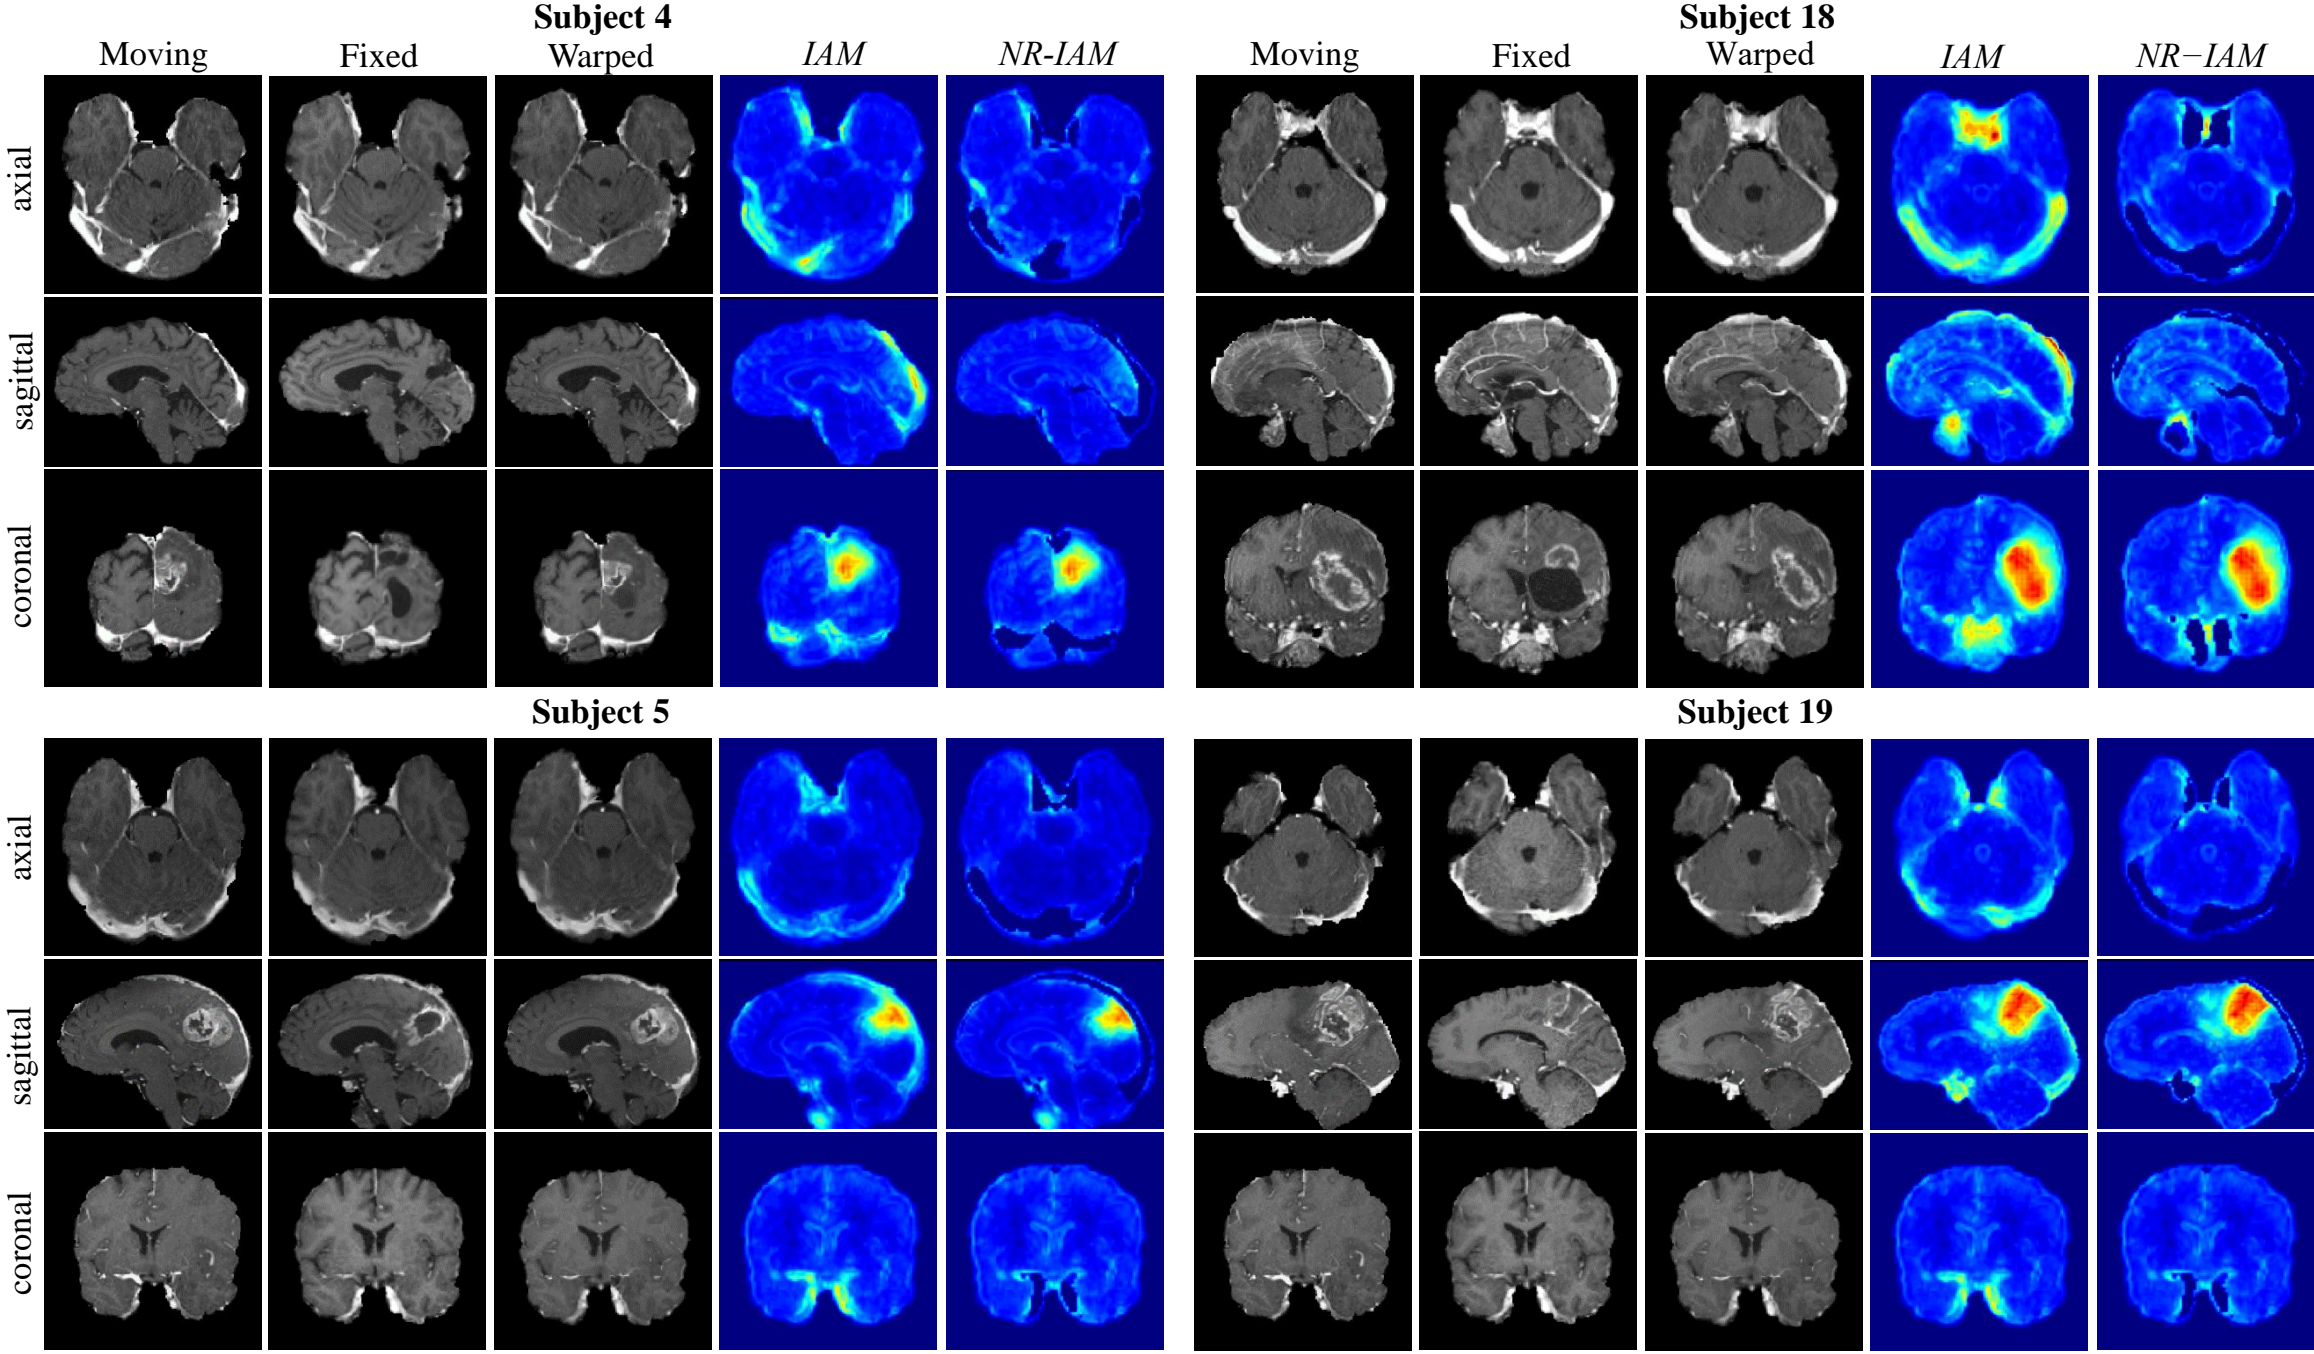 Subject 4
Moving Fixed Warped IAM NR-IAM
axial
sagittal
coronal
Subject 18
Moving Fixed Warped IAM NR−IAM
Subject 5
axial
sagittal
coronal
Subject 19